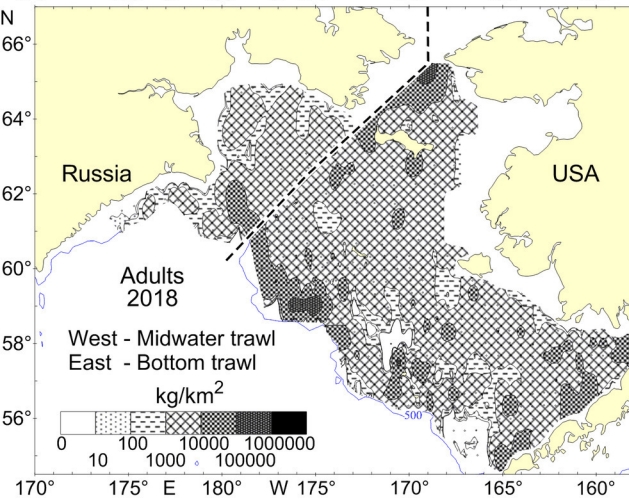 N
66°
64°
62°
60°
58°
56°
Russia
USA
Adults
2018
West - Midwater trawl
East - Bottom trawl
kg/km²
0 100 10000 1000000
10 1000 100000
500
170° 175° E 180° W 175° 170° 165° 160°